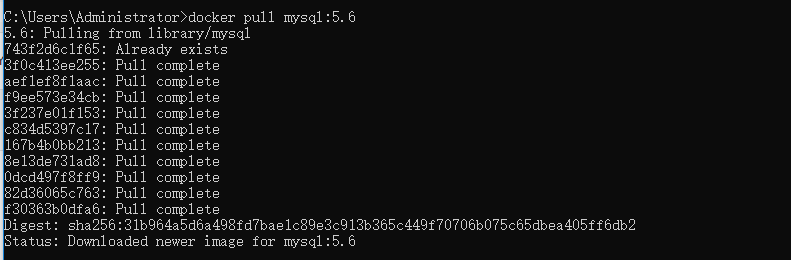 C:\Users\Administrator>docker pull mysql:5.6
5.6: Pulling from library/mysql
743f2d6c1f65: Already exists
3f0c413ee255: Pull complete
aef1ef8f1aac: Pull complete
f9ee573e34cb: Pull complete
3f237e01f153: Pull complete
c834d5397c17: Pull complete
167b4b0bb213: Pull complete
8e13de731ad8: Pull complete
0dcd497f8ff9: Pull complete
82d36065c763: Pull complete
f30363b0dfa6: Pull complete
Digest: sha256:31b964a5d6a498fd7bae1c89e3c913b365c449f70706b075c65dbea405ff6db2
Status: Downloaded newer image for mysql:5.6